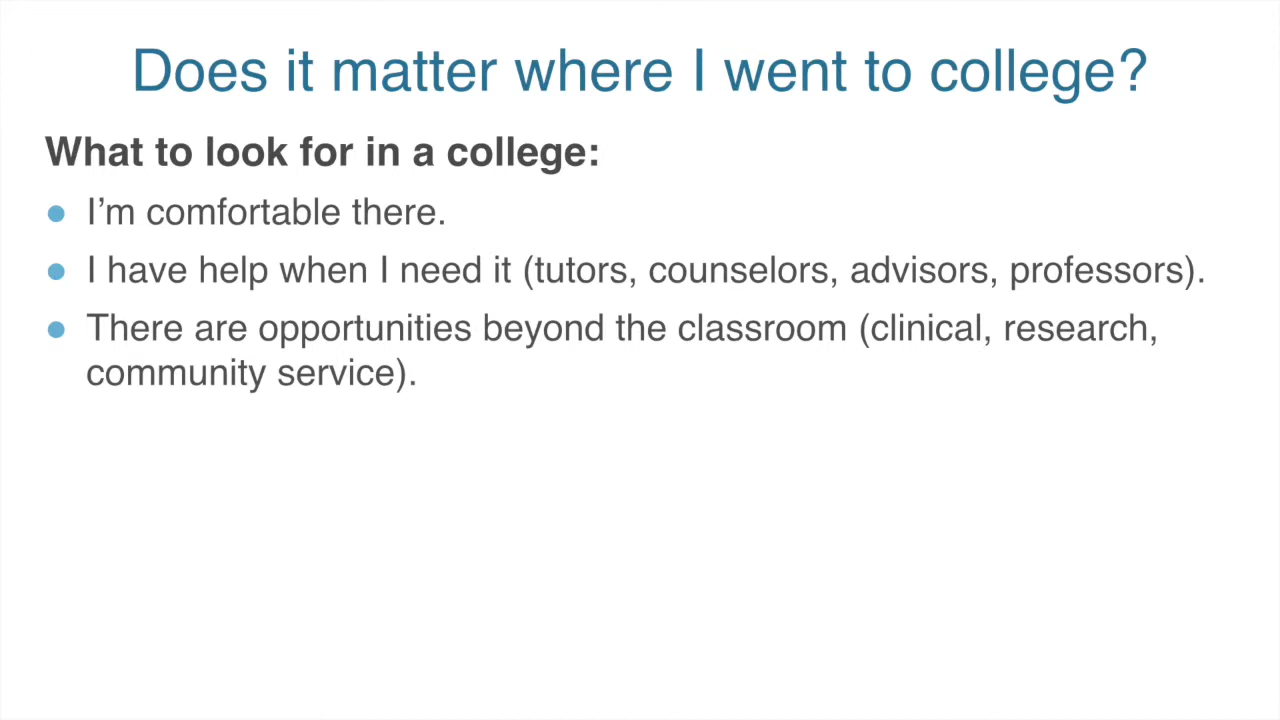 Does it matter where I went to college?
What to look for in a college:
● I’m comfortable there.
● I have help when I need it (tutors, counselors, advisors, professors).
● There are opportunities beyond the classroom (clinical, research,
community service).